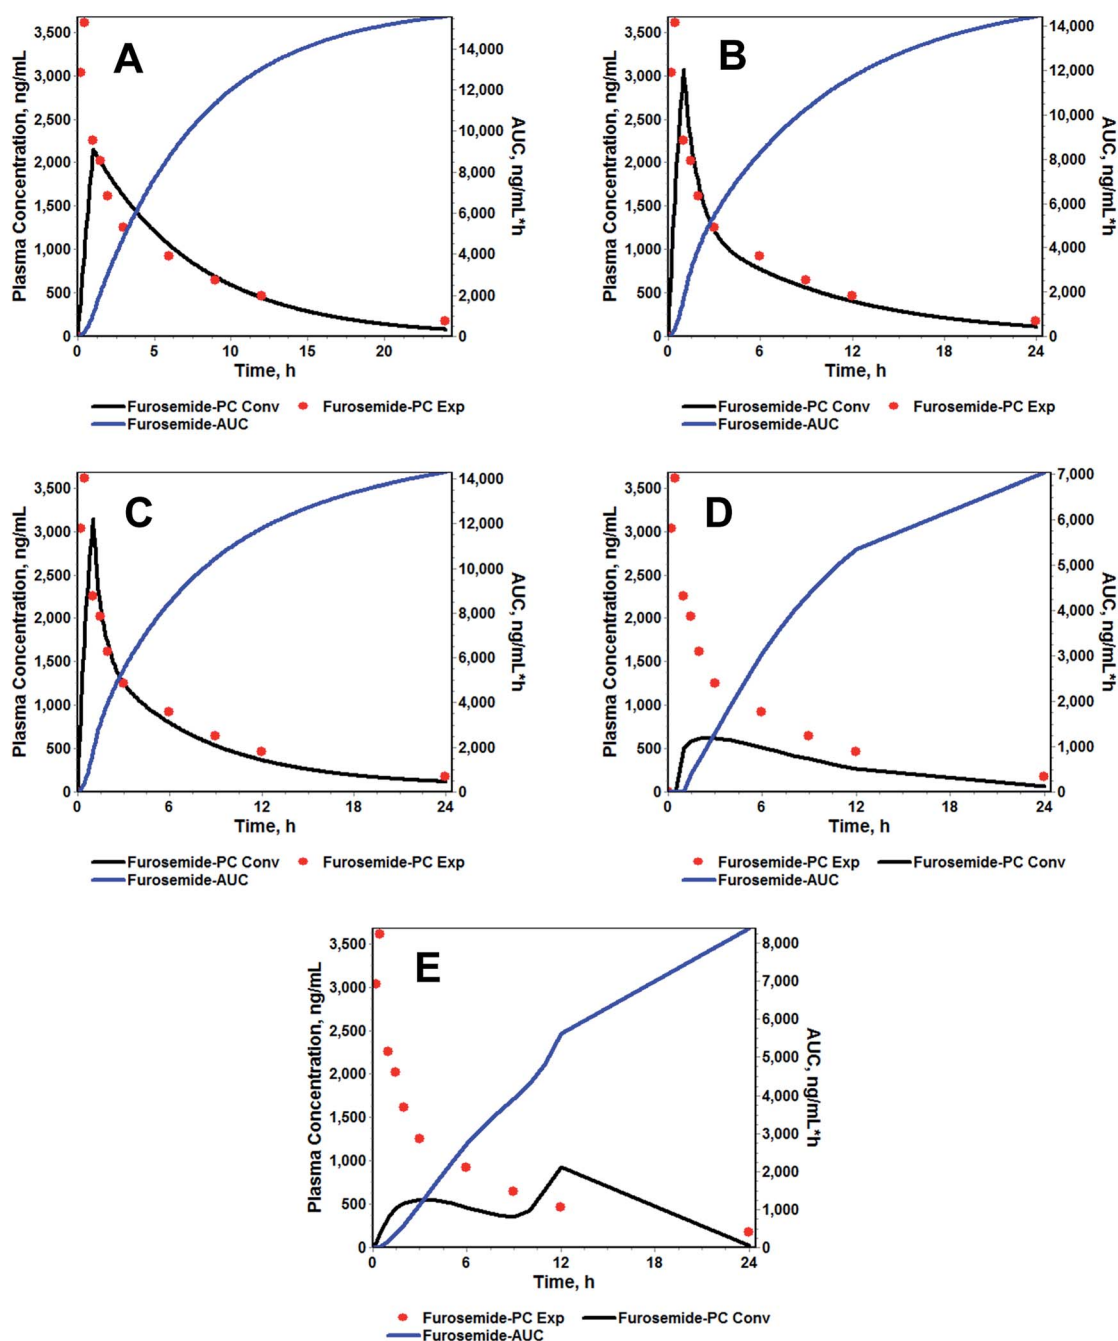 A
Plasma Concentration, ng/mL
3,500
3,000
2,500
2,000
1,500
1,000
500
0
14,000
12,000
10,000
8,000
6,000
4,000
2,000
0
AUC, ng/mL*h
0 5 10 15 20
Time, h
Furosemide-PC Conv Furosemide-PC Exp
Furosemide-AUC
B
Plasma Concentration, ng/mL
3,500
3,000
2,500
2,000
1,500
1,000
500
0
14,000
12,000
10,000
8,000
6,000
4,000
2,000
0
AUC, ng/mL*h
0 6 12 18 24
Time, h
Furosemide-PC Conv Furosemide-PC Exp
Furosemide-AUC
C
Plasma Concentration, ng/mL
3,500
3,000
2,500
2,000
1,500
1,000
500
0
14,000
12,000
10,000
8,000
6,000
4,000
2,000
0
AUC, ng/mL*h
0 6 12 18 24
Time, h
Furosemide-PC Conv Furosemide-PC Exp
Furosemide-AUC
D
Plasma Concentration, ng/mL
3,500
3,000
2,500
2,000
1,500
1,000
500
0
7,000
6,000
5,000
4,000
3,000
2,000
1,000
0
AUC, ng/mL*h
0 6 12 18 24
Time, h
Furosemide-PC Exp Furosemide-PC Conv
Furosemide-AUC
E
Plasma Concentration, ng/mL
3,500
3,000
2,500
2,000
1,500
1,000
500
0
8,000
7,000
6,000
5,000
4,000
3,000
2,000
1,000
0
AUC, ng/mL*h
0 6 12 18 24
Time, h
Furosemide-PC Exp Furosemide-PC Conv
Furosemide-AUC